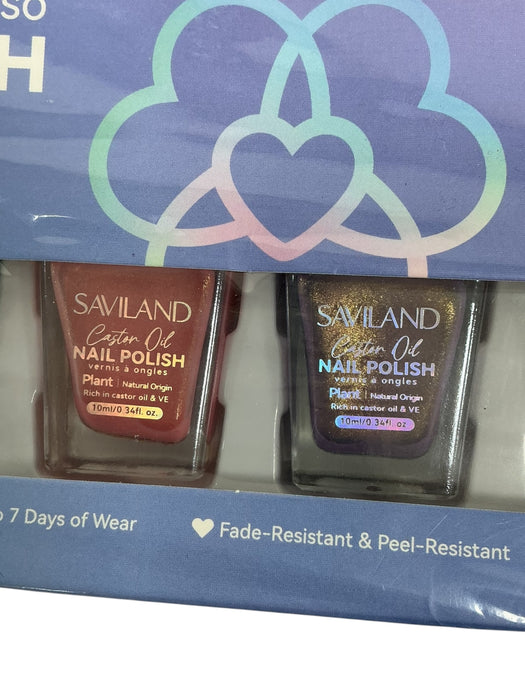 SO
H
SAVILAND
Castor Oil
NAIL POLISH
vernis à ongles
Plant | Natural Origin
Rich in castor oil & VE
10ml/0.34fl. oz.
SAVILAND
Castor Oil
NAIL POLISH
vernis à ongles
Plant | Natural Origin
Rich in castor oil & VE
10ml/0.34fl. oz
7 Days of Wear
Fade-Resistant & Peel-Resistant